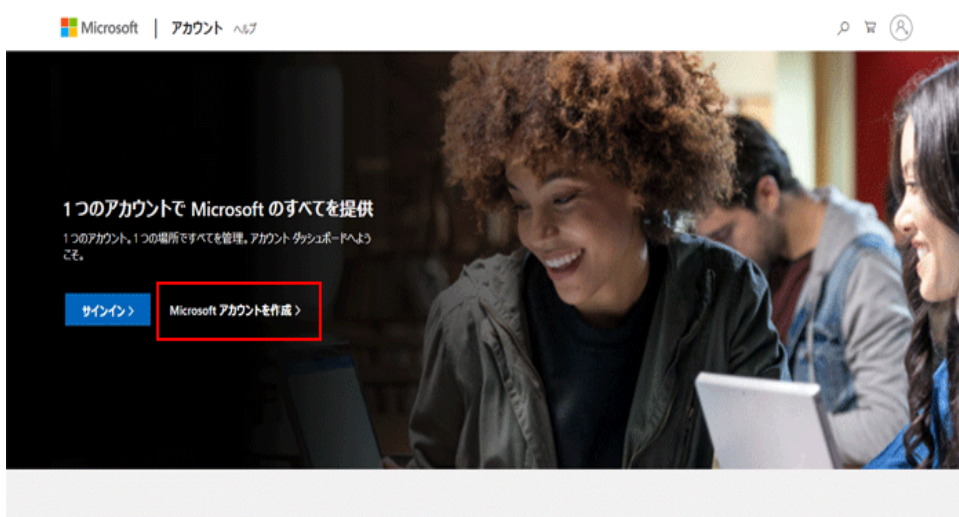 Microsoft | アカウント ヘルプ
1つのアカウントで Microsoft のすべてを提供
1つのアカウント。1つの場所ですべてを管理。アカウント ダッシュボードへよう
こそ。
サインイン > Microsoft アカウントを作成 >